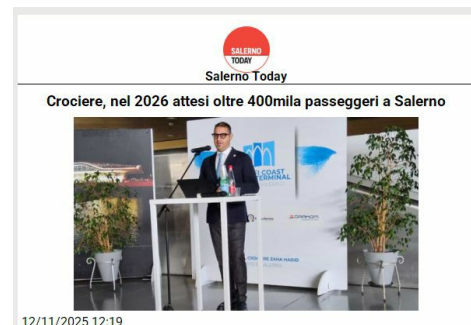 SALERNO
TODAY
Salerno Today
Crociere, nel 2026 attesi oltre 400mila passeggeri a Salerno
COAST
TERMINAL
12/11/2025 12:19